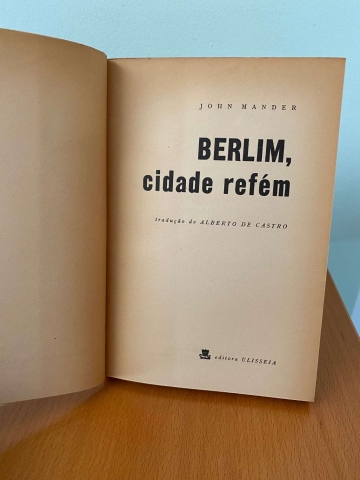 JOHN MANDER
BERLIM,
cidade refém
tradução de ALBERTO DE CASTRO
editora ULISSEIA